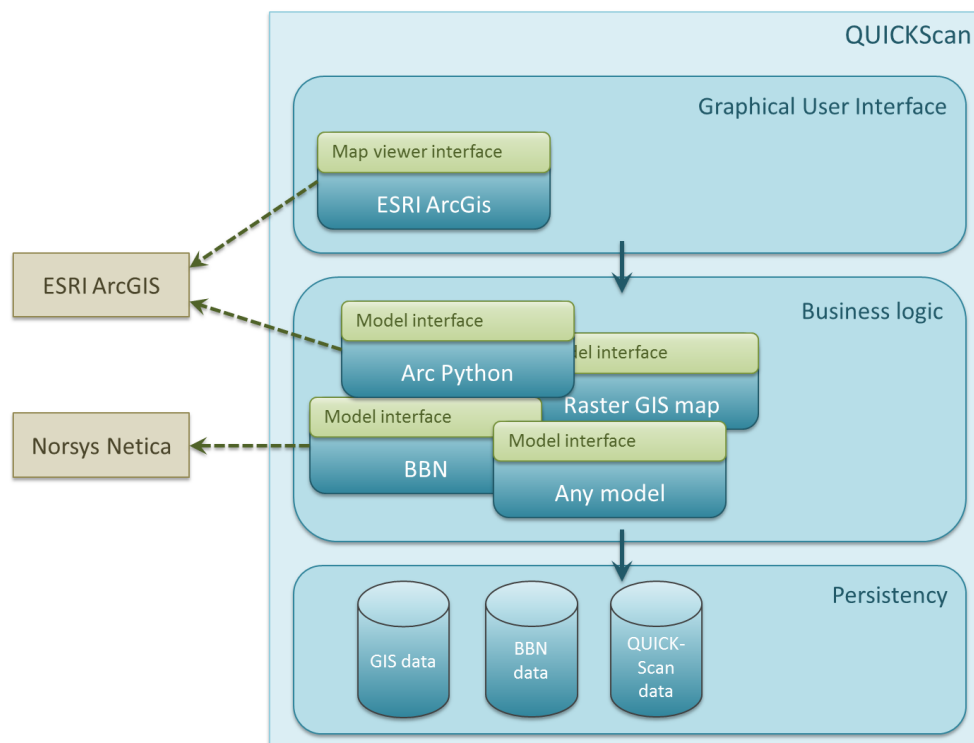 QUICKScan
Graphical User Interface
Map viewer interface
ESRI ArcGis
ESRI ArcGIS
Business logic
Model interface
Arc Python
interface
Raster GIS map
Norsys Netica
Model interface
BBN
Model interface
Any model
Persistency
GIS data
BBN
data
QUICK-
Scan
data